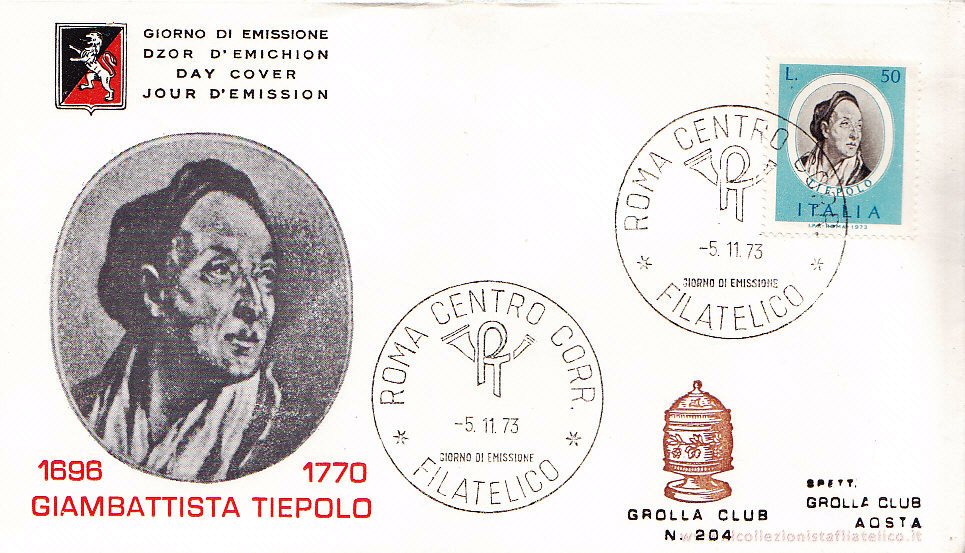 GIORNO DI EMISSIONE
DZOR D'EMICHION
DAY COVER
JOUR D'EMISSION
L. 50
TIEPOLO
ITALIA
I.P.S.-ROMA-1973
ROMA CENTRO
-5.11.73
GIORNO DI EMISSIONE
FILATELICO
ROMA CENTRO CORR.
-5.11.73
GIORNO DI EMISSIONE
FILATELICO
1696 1770
GIAMBATTISTA TIEPOLO
GROLLA CLUB
N. 204
SPETT.
GROLLA CLUB
AOSTA
collezionistafilatelico.it